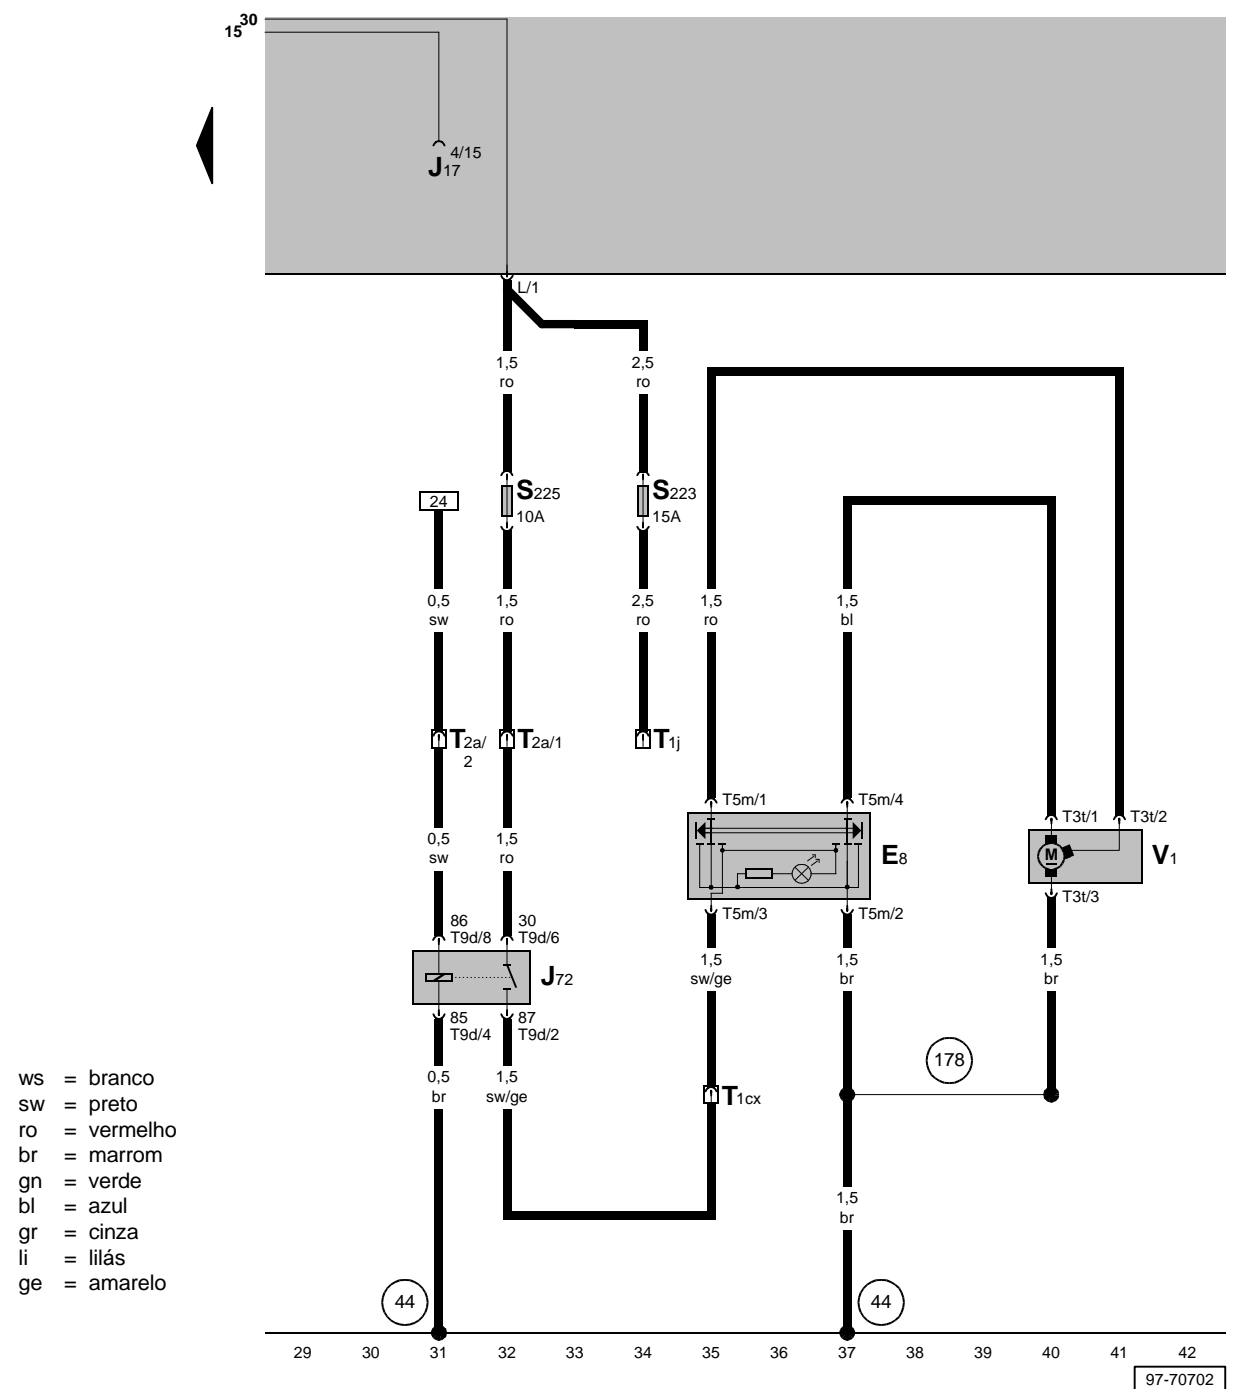 30
15
4/15
J17
L/1
1,5 2,5
ro ro
S225 S223
24
10A 15A
0,5 1,5 2,5 1,5 1,5
sw ro ro ro bl
T2a/ T2a/1 T1j
2
T5m/1 T5m/4
T3t/1 T3t/2
0,5 1,5
sw ro
E8
M
V1
T3t/3
86 30
T9d/8 T9d/6
T5m/3 T5m/2
1,5 1,5 1,5
sw/ge br br
J72
85 87
T9d/4 T9d/2
178
0,5 1,5
br sw/ge
T1cx
ws = branco
sw = preto
ro = vermelho
br = marrom
gn = verde
bl = azul
gr = cinza
li = lilás
ge = amarelo
1,5
br
44 44
29 30 31 32 33 34 35 36 37 38 39 40 41 42
97-70702